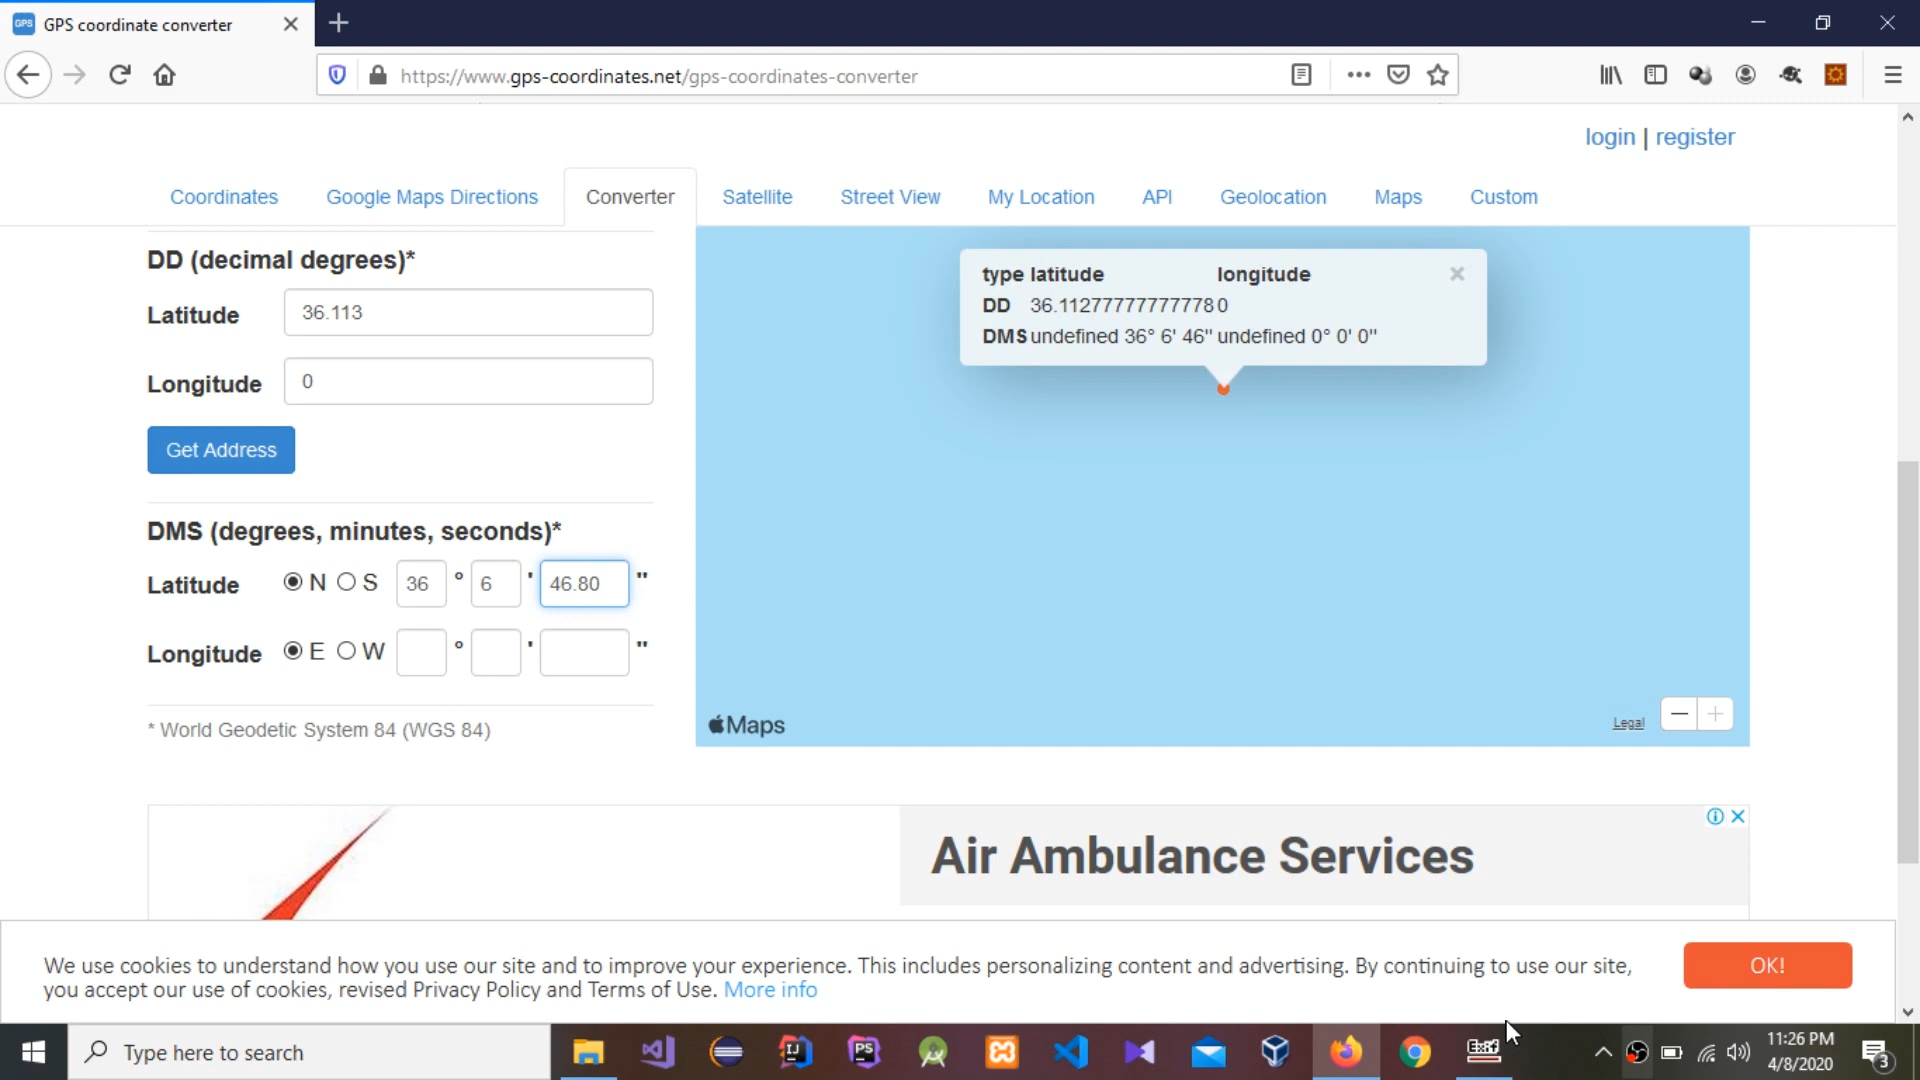 GPS GPS coordinate converter
https://www.gps-coordinates.net/gps-coordinates-converter
login | register
Coordinates Google Maps Directions Converter Satellite Street View My Location API Geolocation Maps Custom
DD (decimal degrees)*
Latitude 36.113
Longitude 0
Get Address
DMS (degrees, minutes, seconds)*
Latitude N S 36 ° 6 ' 46.80 "
Longitude E W ° ' "
* World Geodetic System 84 (WGS 84)
type latitude longitude
DD 36.11277777777778 0
DMS undefined 36° 6' 46" undefined 0° 0' 0"
Maps
Legal
Air Ambulance Services
We use cookies to understand how you use our site and to improve your experience. This includes personalizing content and advertising. By continuing to use our site,
you accept our use of cookies, revised Privacy Policy and Terms of Use. More info
OK!
Type here to search
IJ
PS
Exif
11:26 PM
4/8/2020
3